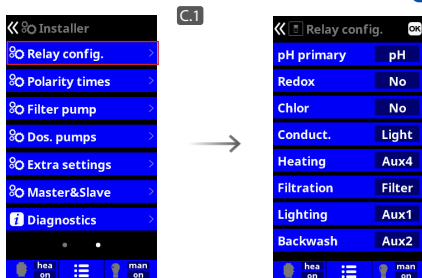 C.1
Installer
Relay config.
Polarity times
Filter pump
Dos. pumps
Extra settings
Master&Slave
Diagnostics
hea on
man on
Relay config. OK
pH primary pH
Redox No
Chlor No
Conduct. Light
Heating Aux4
Filtration Filter
Lighting Aux1
Backwash Aux2
hea on
man on